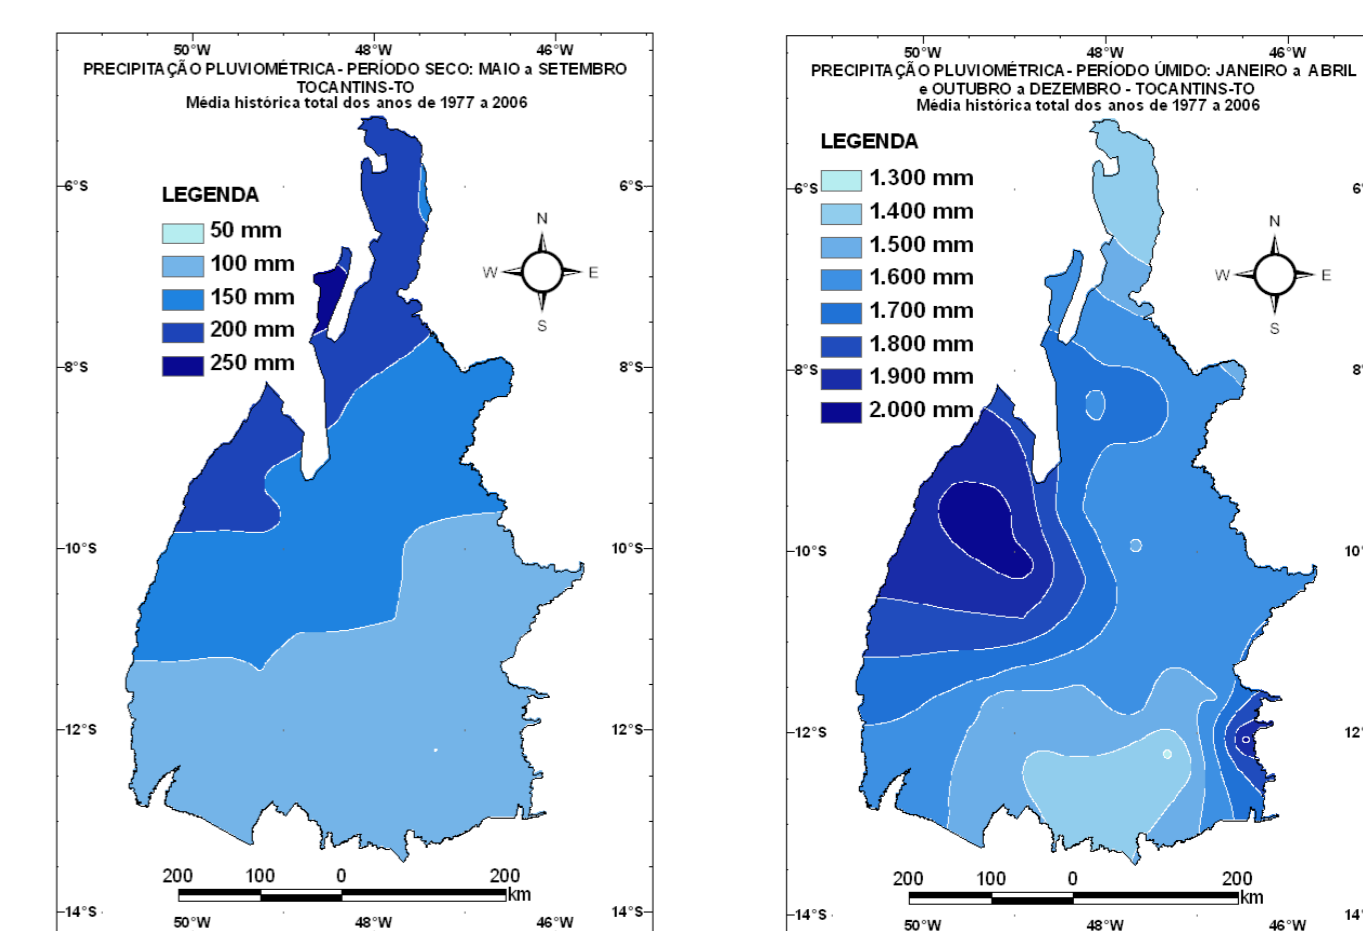 50°W 48°W 46°W
PRECIPITAÇÃO PLUVIOMÉTRICA - PERÍODO SECO: MAIO a SETEMBRO
TOCANTINS-TO
Média histórica total dos anos de 1977 a 2006
6°S 6°S
LEGENDA
50 mm
100 mm
150 mm
200 mm
250 mm
N
W E
S
8°S 8°S
10°S 10°S
12°S 12°S
200 100 0 200
km
14°S 14°S
50°W 48°W 46°W
50°W 48°W 46°W
PRECIPITAÇÃO PLUVIOMÉTRICA - PERÍODO ÚMIDO: JANEIRO a ABRIL
e OUTUBRO a DEZEMBRO - TOCANTINS-TO
Média histórica total dos anos de 1977 a 2006
LEGENDA
1.300 mm
6°S 6°
1.400 mm
1.500 mm
1.600 mm
1.700 mm
1.800 mm
1.900 mm
2.000 mm
N
W E
S
8°S 8°
10°S 10°
12°S 12°
200 100 0 200
km
14°S 14°
50°W 48°W 46°W